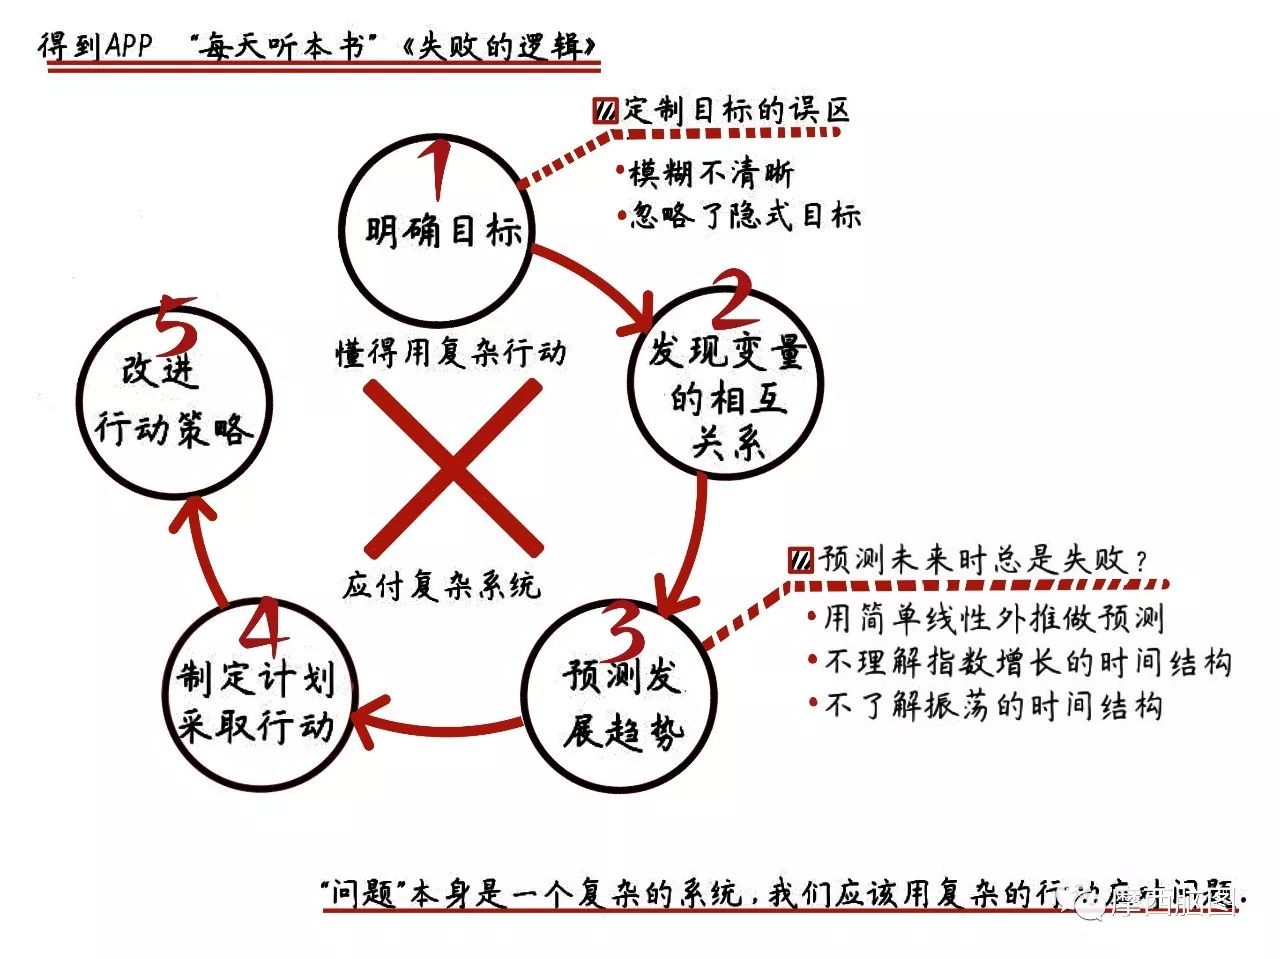 得到APP “每天听本书”《失败的逻辑》
定制目标的误区
•模糊不清晰
•忽略了隐式目标
1
明确目标
2
发现变量
的相互
关系
5
改进
行动策略
懂得用复杂行动
应付复杂系统
预测未来时总是失败?
•用简单线性外推做预测
•不理解指数增长的时间结构
•不了解振荡的时间结构
3
预测发
展趋势
4
制定计划
采取行动
“问题”本身是一个复杂的系统,我们应该用复杂的行动应对问题.
摩西脑图